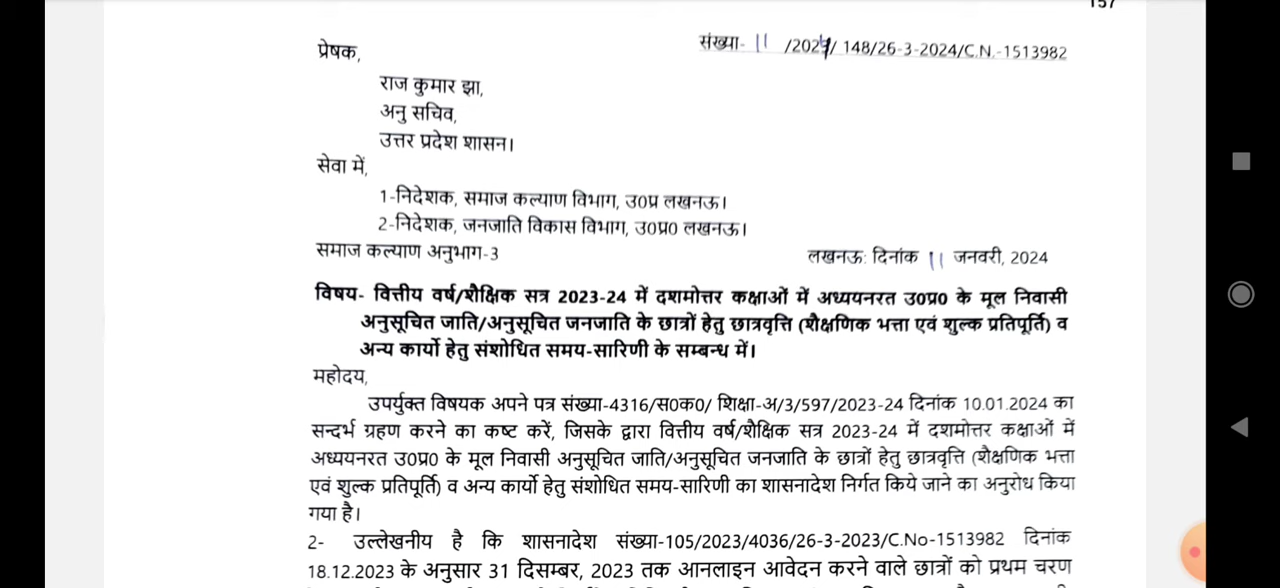 157
संख्या- 11 /2024/ 148/26-3-2024/C.N.-1513982
प्रेषक,
राज कुमार झा,
अनु सचिव,
उत्तर प्रदेश शासन।
सेवा में,
1-निदेशक, समाज कल्याण विभाग, उ0प्र लखनऊ।
2-निदेशक, जनजाति विकास विभाग, उ0प्र0 लखनऊ।
समाज कल्याण अनुभाग-3 लखनऊ: दिनांक 11 जनवरी, 2024
विषय- वित्तीय वर्ष/शैक्षिक सत्र 2023-24 में दशमोत्तर कक्षाओं में अध्ययनरत उ0प्र0 के मूल निवासी
अनुसूचित जाति/अनुसूचित जनजाति के छात्रों हेतु छात्रवृत्ति (शैक्षणिक भत्ता एवं शुल्क प्रतिपूर्ति) व
अन्य कार्यो हेतु संशोधित समय-सारिणी के सम्बन्ध में।
महोदय,
उपर्युक्त विषयक अपने पत्र संख्या-4316/स0क0/ शिक्षा-अ/3/597/2023-24 दिनांक 10.01.2024 का
सन्दर्भ ग्रहण करने का कष्ट करें, जिसके द्वारा वित्तीय वर्ष/शैक्षिक सत्र 2023-24 में दशमोत्तर कक्षाओं में
अध्ययनरत उ0प्र0 के मूल निवासी अनुसूचित जाति/अनुसूचित जनजाति के छात्रों हेतु छात्रवृत्ति (शैक्षणिक भत्ता
एवं शुल्क प्रतिपूर्ति) व अन्य कार्यो हेतु संशोधित समय-सारिणी का शासनादेश निर्गत किये जाने का अनुरोध किया
गया है।
2- उल्लेखनीय है कि शासनादेश संख्या-105/2023/4036/26-3-2023/C.No-1513982 दिनांक
18.12.2023 के अनुसार 31 दिसम्बर, 2023 तक आनलाइन आवेदन करने वाले छात्रों को प्रथम चरण